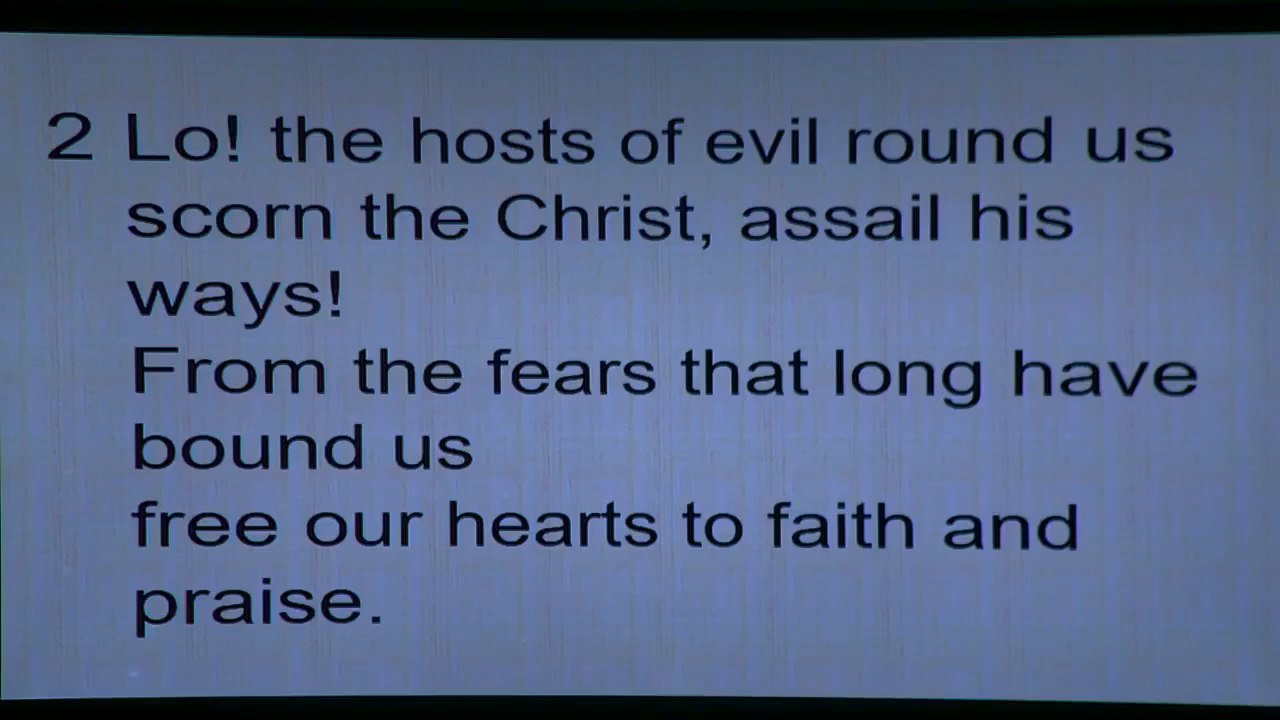 2 Lo! the hosts of evil round us
scorn the Christ, assail his
ways!
From the fears that long have
bound us
free our hearts to faith and
praise.